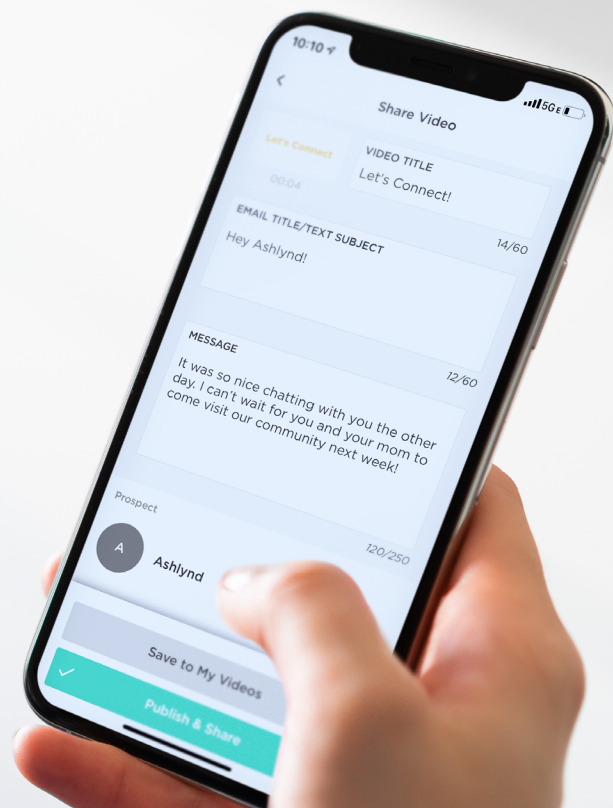 10:10
5GE
Share Video
Let's Connect
00:04
VIDEO TITLE
Let's Connect!
14/60
EMAIL TITLE/TEXT SUBJECT
Hey Ashlynd!
12/60
MESSAGE
It was so nice chatting with you the other
day. I can't wait for you and your mom to
come visit our community next week!
120/250
Prospect
A
Ashlynd
Save to My Videos
Publish & Share